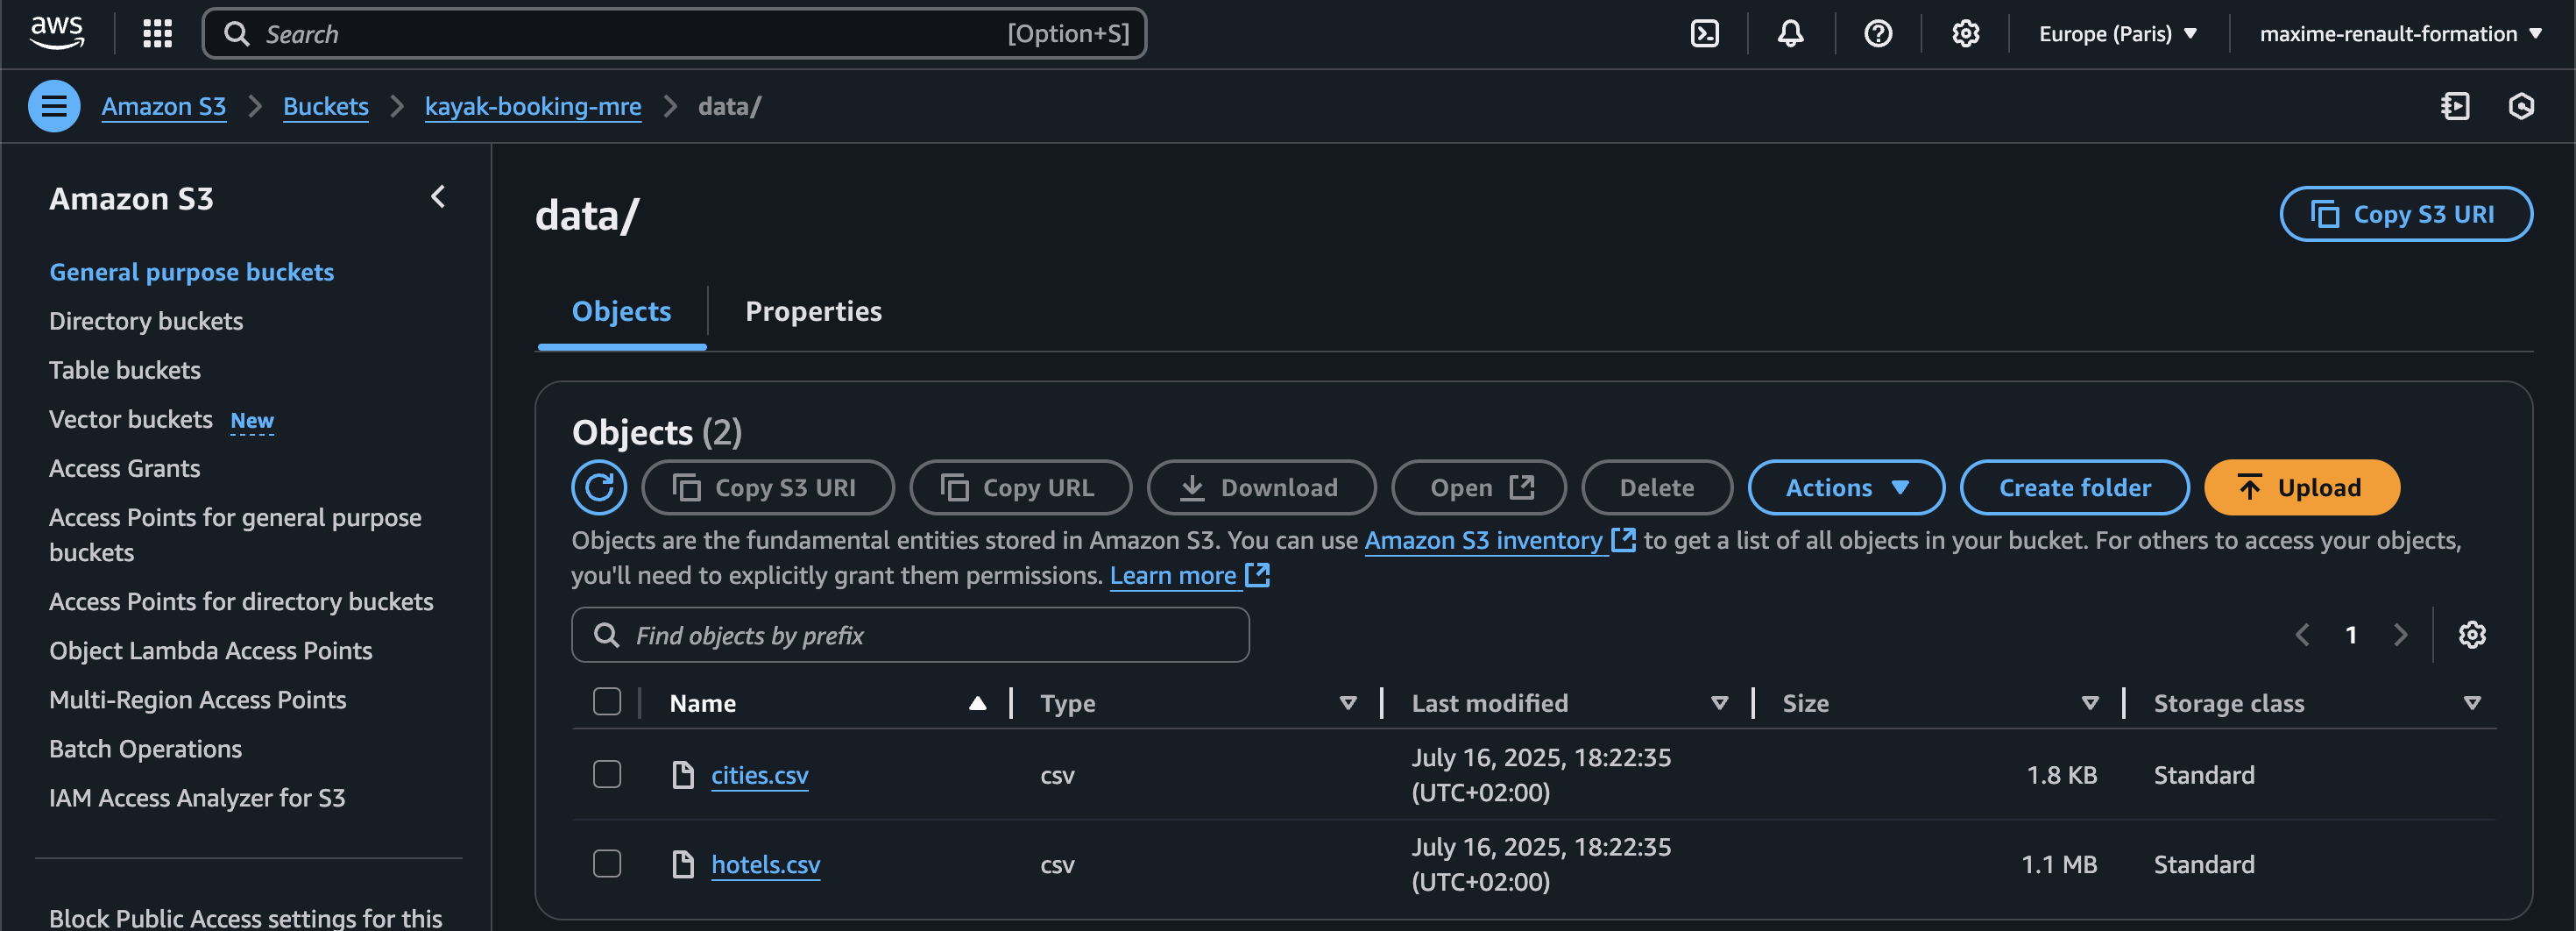 aws
Search [Option+S]
Europe (Paris)
maxime-renault-formation
Amazon S3
Buckets
kayak-booking-mre
data/
Amazon S3
General purpose buckets
Directory buckets
Table buckets
Vector buckets New
Access Grants
Access Points for general purpose
buckets
Access Points for directory buckets
Object Lambda Access Points
Multi-Region Access Points
Batch Operations
IAM Access Analyzer for S3
Block Public Access settings for this
data/
Copy S3 URI
Objects
Properties
Objects (2)
Copy S3 URI
Copy URL
Download
Open
Delete
Actions
Create folder
Upload
Objects are the fundamental entities stored in Amazon S3. You can use Amazon S3 inventory to get a list of all objects in your bucket. For others to access your objects,
you'll need to explicitly grant them permissions. Learn more
Find objects by prefix
1
Name Type Last modified Size Storage class
cities.csv csv July 16, 2025, 18:22:35 1.8 KB Standard
(UTC+02:00)
hotels.csv csv July 16, 2025, 18:22:35 1.1 MB Standard
(UTC+02:00)